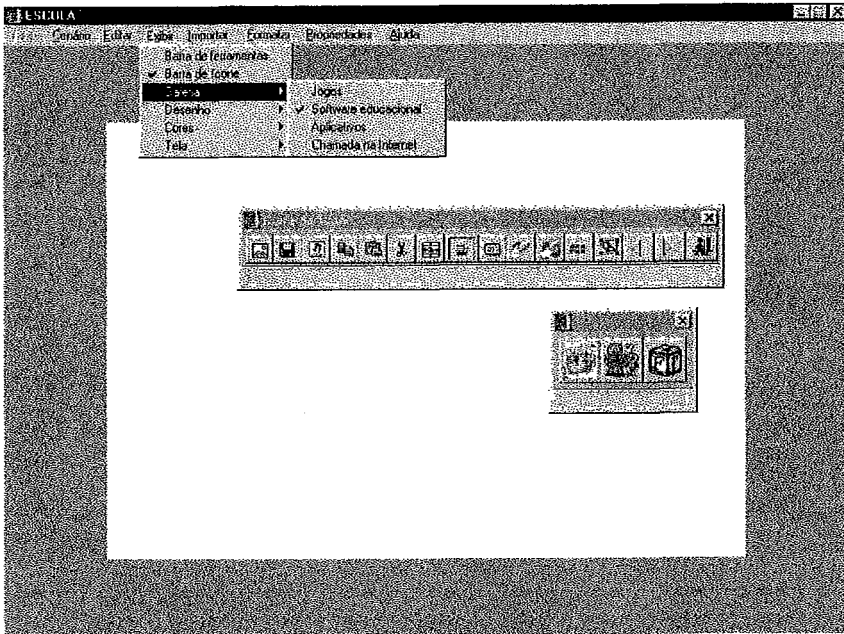 ESCOLA
Cenário Editar Exibir Importar Formatar Propriedades Ajuda
Barra de ferramentas
Barra de ícone
Galeria
Desenho
Cores
Tela
Jogos
Software educacional
Aplicativos
Chamada na Internet